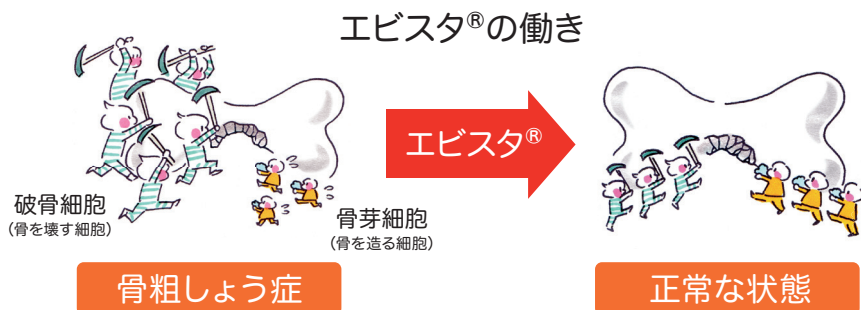 エビスタ®の働き
エビスタ®
破骨細胞
(骨を壊す細胞)
骨芽細胞
(骨を造る細胞)
骨粗しょう症
正常な状態